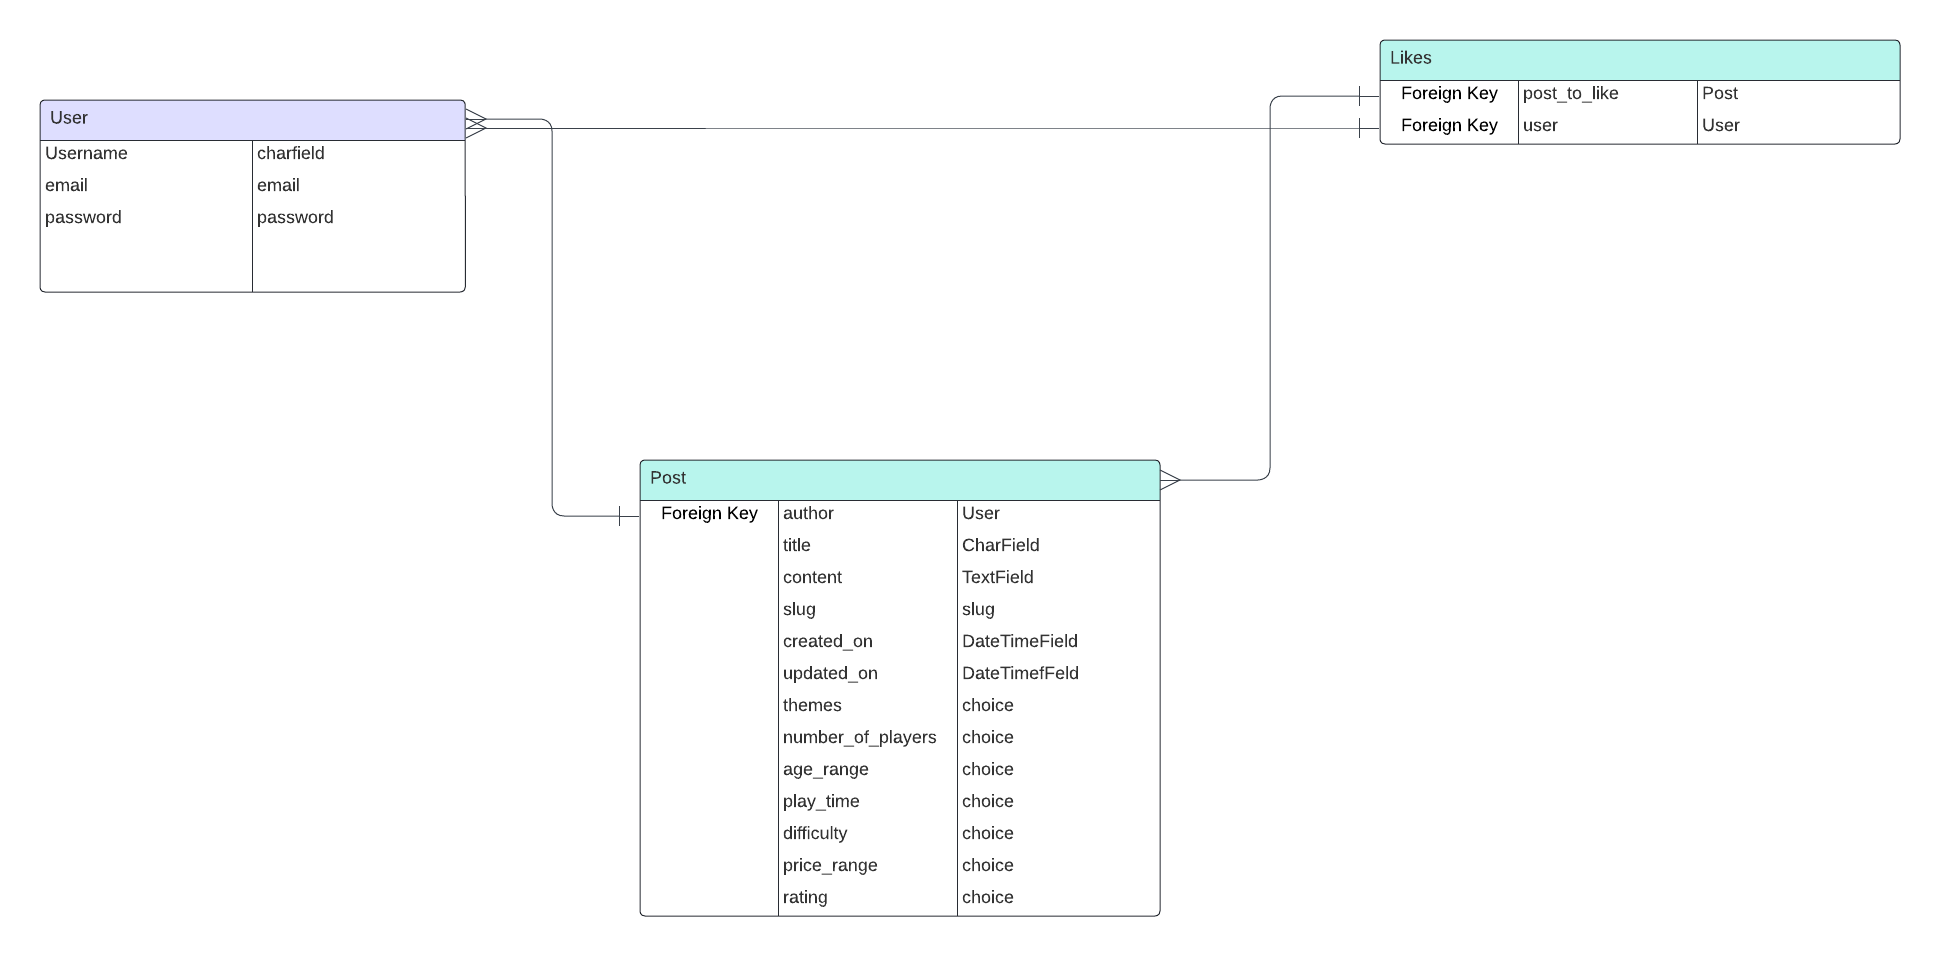 User
Username charfield
email email
password password
Likes
Foreign Key post_to_like Post
Foreign Key user User
Post
Foreign Key author User
title CharField
content TextField
slug slug
created_on DateTimeField
updated_on DateTimefFeld
themes choice
number_of_players choice
age_range choice
play_time choice
difficulty choice
price_range choice
rating choice